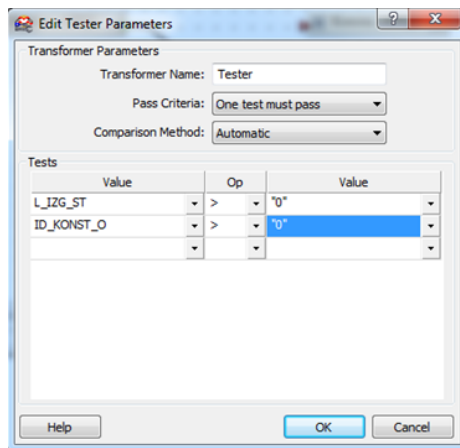 Edit Tester Parameters
Transformer Parameters
Transformer Name: Tester
Pass Criteria: One test must pass
Comparison Method: Automatic
Tests
Value Op Value
L_IZG_ST > "0"
ID_KONST_O > "0"
Help OK Cancel